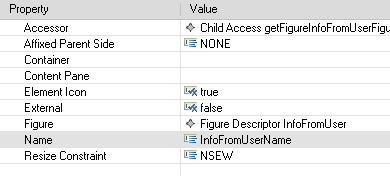 Property Value
Accessor Child Access getFigureInfoFromUserFigu
Affixed Parent Side NONE
Container
Content Pane
Element Icon true
External false
Figure Figure Descriptor InfoFromUser
Name InfoFromUserName
Resize Constraint NSEW